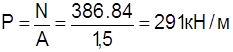 P = N/A = 386.84/1,5 = 291кН / м